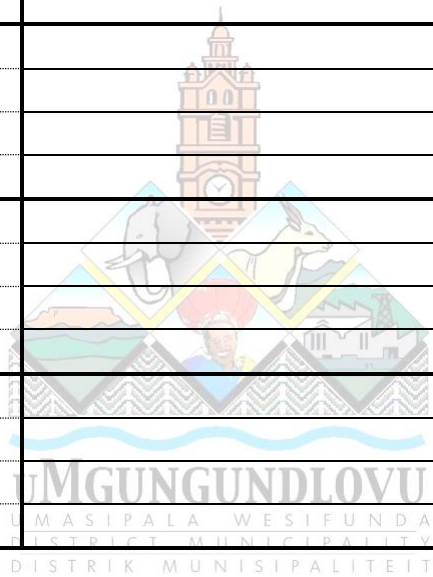 uMGUNGUNDLOVU
UMASIPALA WESIFUNDA
DISTRICT MUNICIPALITY
DISTRIK MUNISIPALITEIT